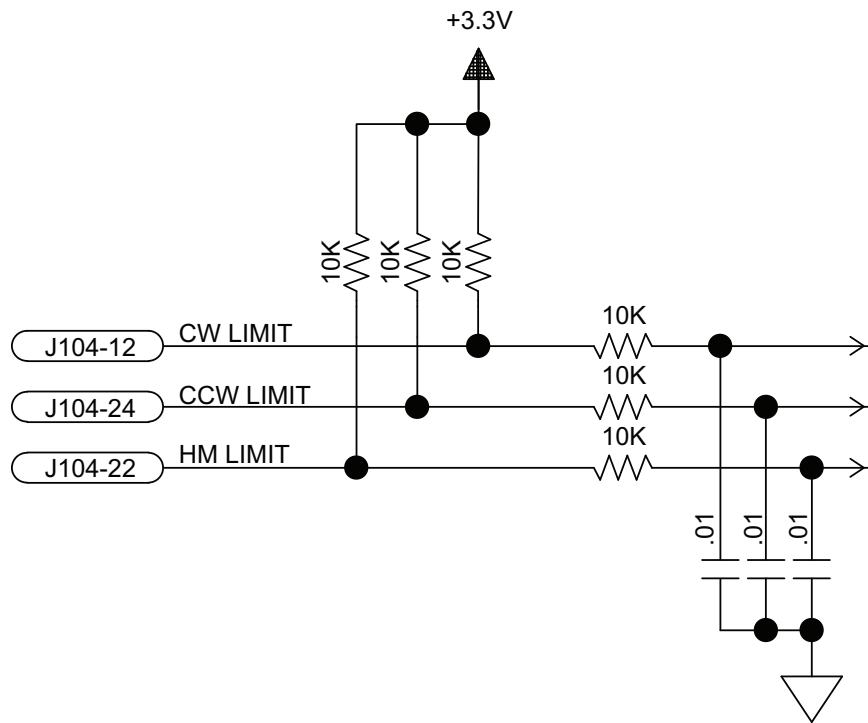 +3.3V
10K
10K
10K
J104-12
CW LIMIT
10K
J104-24
CCW LIMIT
10K
J104-22
HM LIMIT
10K
.01
.01
.01